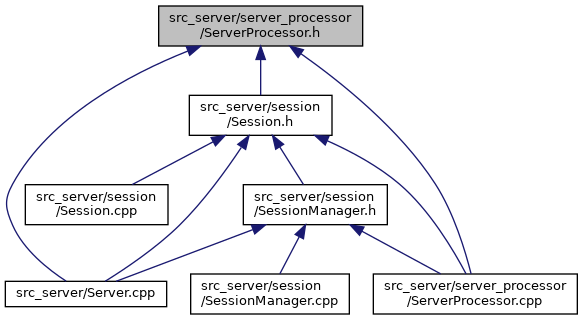 src_server/server_processor
/ServerProcessor.h
src_server/session
/Session.h
src_server/session
/Session.cpp
src_server/session
/SessionManager.h
src_server/Server.cpp
src_server/session
/SessionManager.cpp
src_server/server_processor
/ServerProcessor.cpp